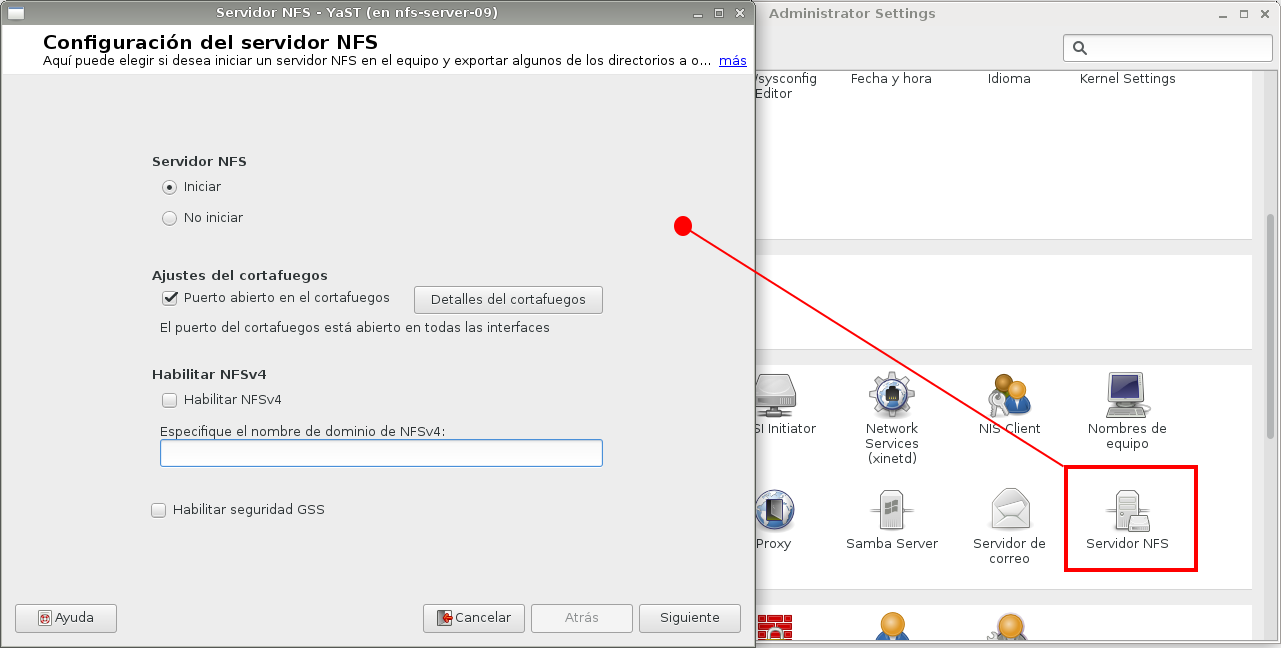 Servidor NFS - YaST (en nfs-server-09)
Configuración del servidor NFS
Aquí puede elegir si desea iniciar un servidor NFS en el equipo y exportar algunos de los directorios a o... más
Servidor NFS
Iniciar
No iniciar
Ajustes del cortafuegos
Puerto abierto en el cortafuegos
Detalles del cortafuegos
El puerto del cortafuegos está abierto en todas las interfaces
Habilitar NFSv4
Habilitar NFSv4
Especifique el nombre de dominio de NFSv4:
Habilitar seguridad GSS
Ayuda
Cancelar
Atrás
Siguiente
Administrator Settings
/sysconfig
Editor
Fecha y hora
Idioma
Kernel Settings
SI Initiator
Network
Services
(xinetd)
NIS Client
Nombres de
equipo
Proxy
Samba Server
Servidor de
correo
Servidor NFS